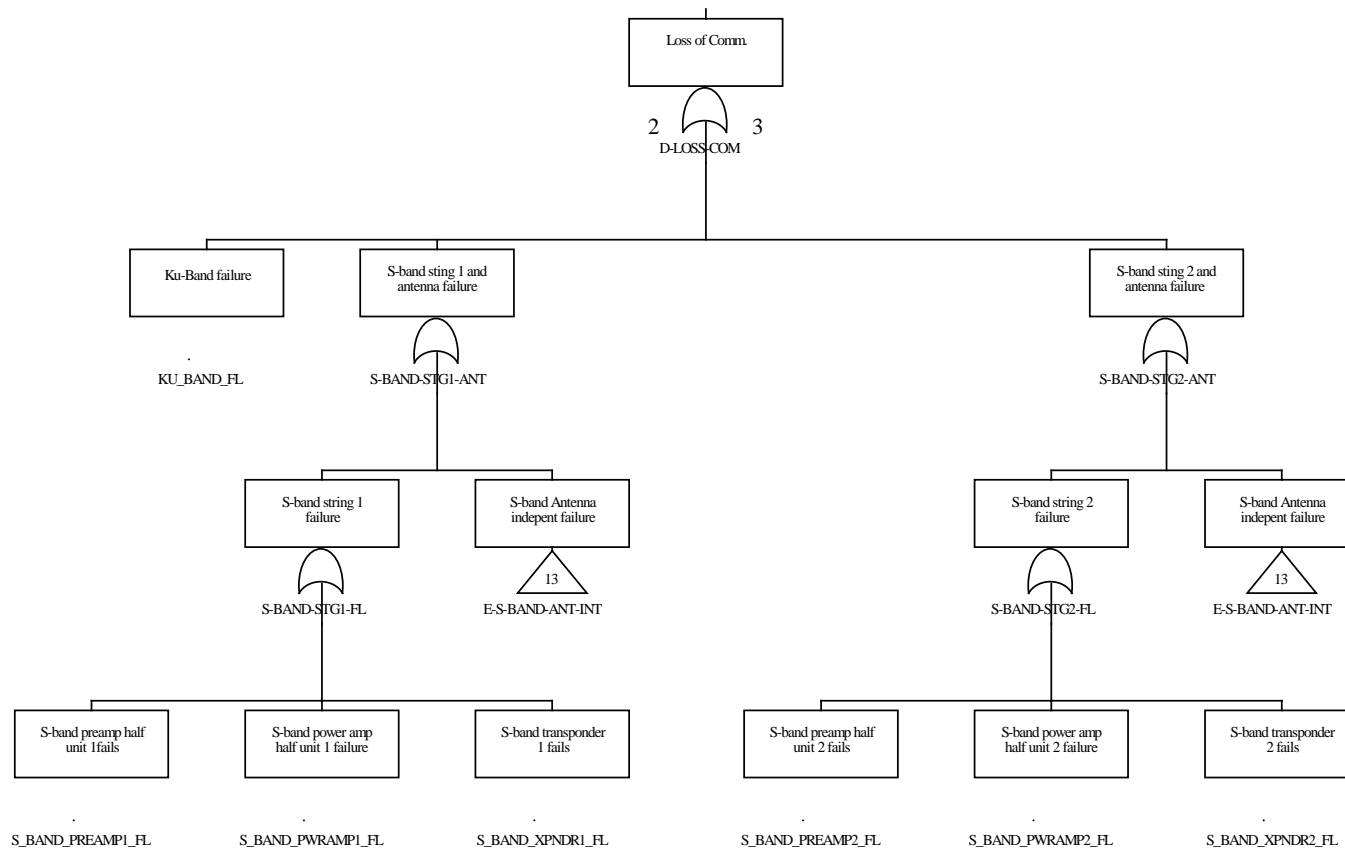 Loss of Comm.
2 3
D-LOSS-COM
Ku-Band failure
S-band sting 1 and
antenna failure
S-band sting 2 and
antenna failure
KU_BAND_FL
S-BAND-STG1-ANT
S-BAND-STG2-ANT
S-band string 1
failure
S-band Antenna
indepent failure
S-band string 2
failure
S-band Antenna
indepent failure
13
13
S-BAND-STG1-FL
E-S-BAND-ANT-INT
S-BAND-STG2-FL
E-S-BAND-ANT-INT
S-band preamp half
unit 1fails
S-band power amp
half unit 1 failure
S-band transponder
1 fails
S-band preamp half
unit 2 fails
S-band power amp
half unit 2 failure
S-band transponder
2 fails
S_BAND_PREAMP1_FL
S_BAND_PWRAMP1_FL
S_BAND_XPNDR1_FL
S_BAND_PREAMP2_FL
S_BAND_PWRAMP2_FL
S_BAND_XPNDR2_FL